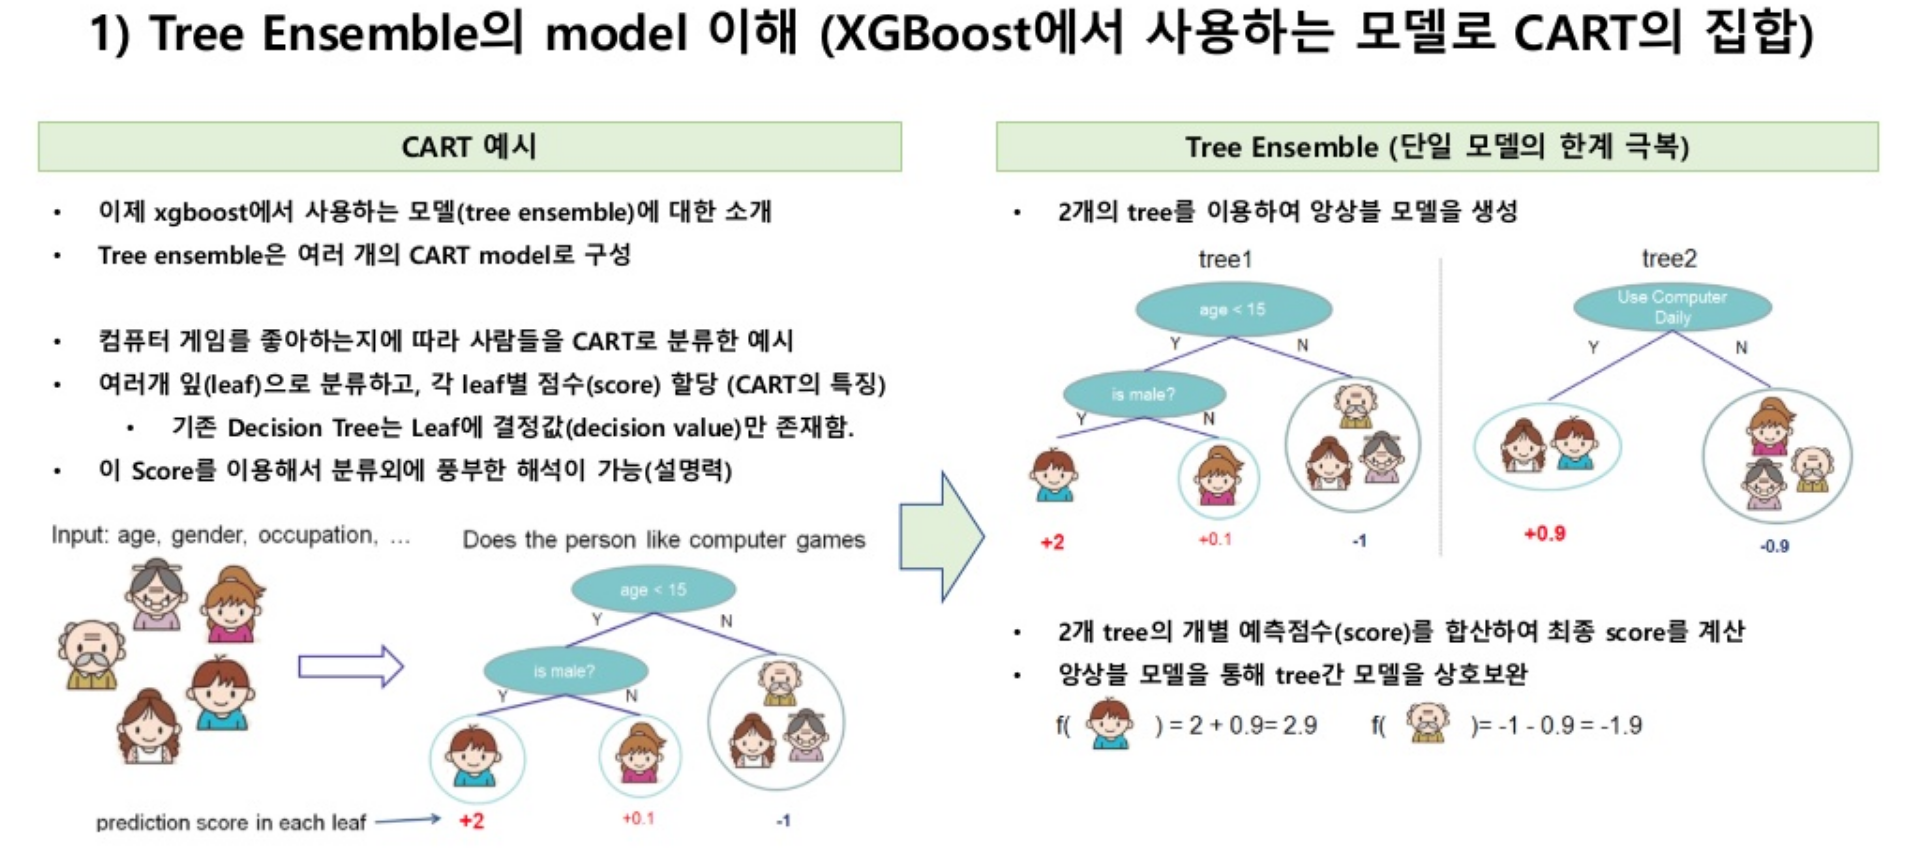 1) Tree Ensemble의 model 이해 (XGBoost에서 사용하는 모델로 CART의 집합)
CART 예시
• 이제 xgboost에서 사용하는 모델(tree ensemble)에 대한 소개
• Tree ensemble은 여러 개의 CART model로 구성
• 컴퓨터 게임를 좋아하는지에 따라 사람들을 CART로 분류한 예시
• 여러개 잎(leaf)으로 분류하고, 각 leaf별 점수(score) 할당 (CART의 특징)
• 기존 Decision Tree는 Leaf에 결정값(decision value)만 존재함.
• 이 Score를 이용해서 분류외에 풍부한 해석이 가능(설명력)
Input: age, gender, occupation, ...
Does the person like computer games
age < 15
Y
N
is male?
Y
N
prediction score in each leaf
+2
+0.1
-1
Tree Ensemble (단일 모델의 한계 극복)
• 2개의 tree를 이용하여 앙상블 모델을 생성
tree1
age < 15
Y
N
is male?
Y
N
+2
+0.1
-1
tree2
Use Computer
Daily
Y
N
+0.9
-0.9
• 2개 tree의 개별 예측점수(score)를 합산하여 최종 score를 계산
• 앙상블 모델을 통해 tree간 모델을 상호보완
f( ) = 2 + 0.9= 2.9
f( )= -1 - 0.9 = -1.9